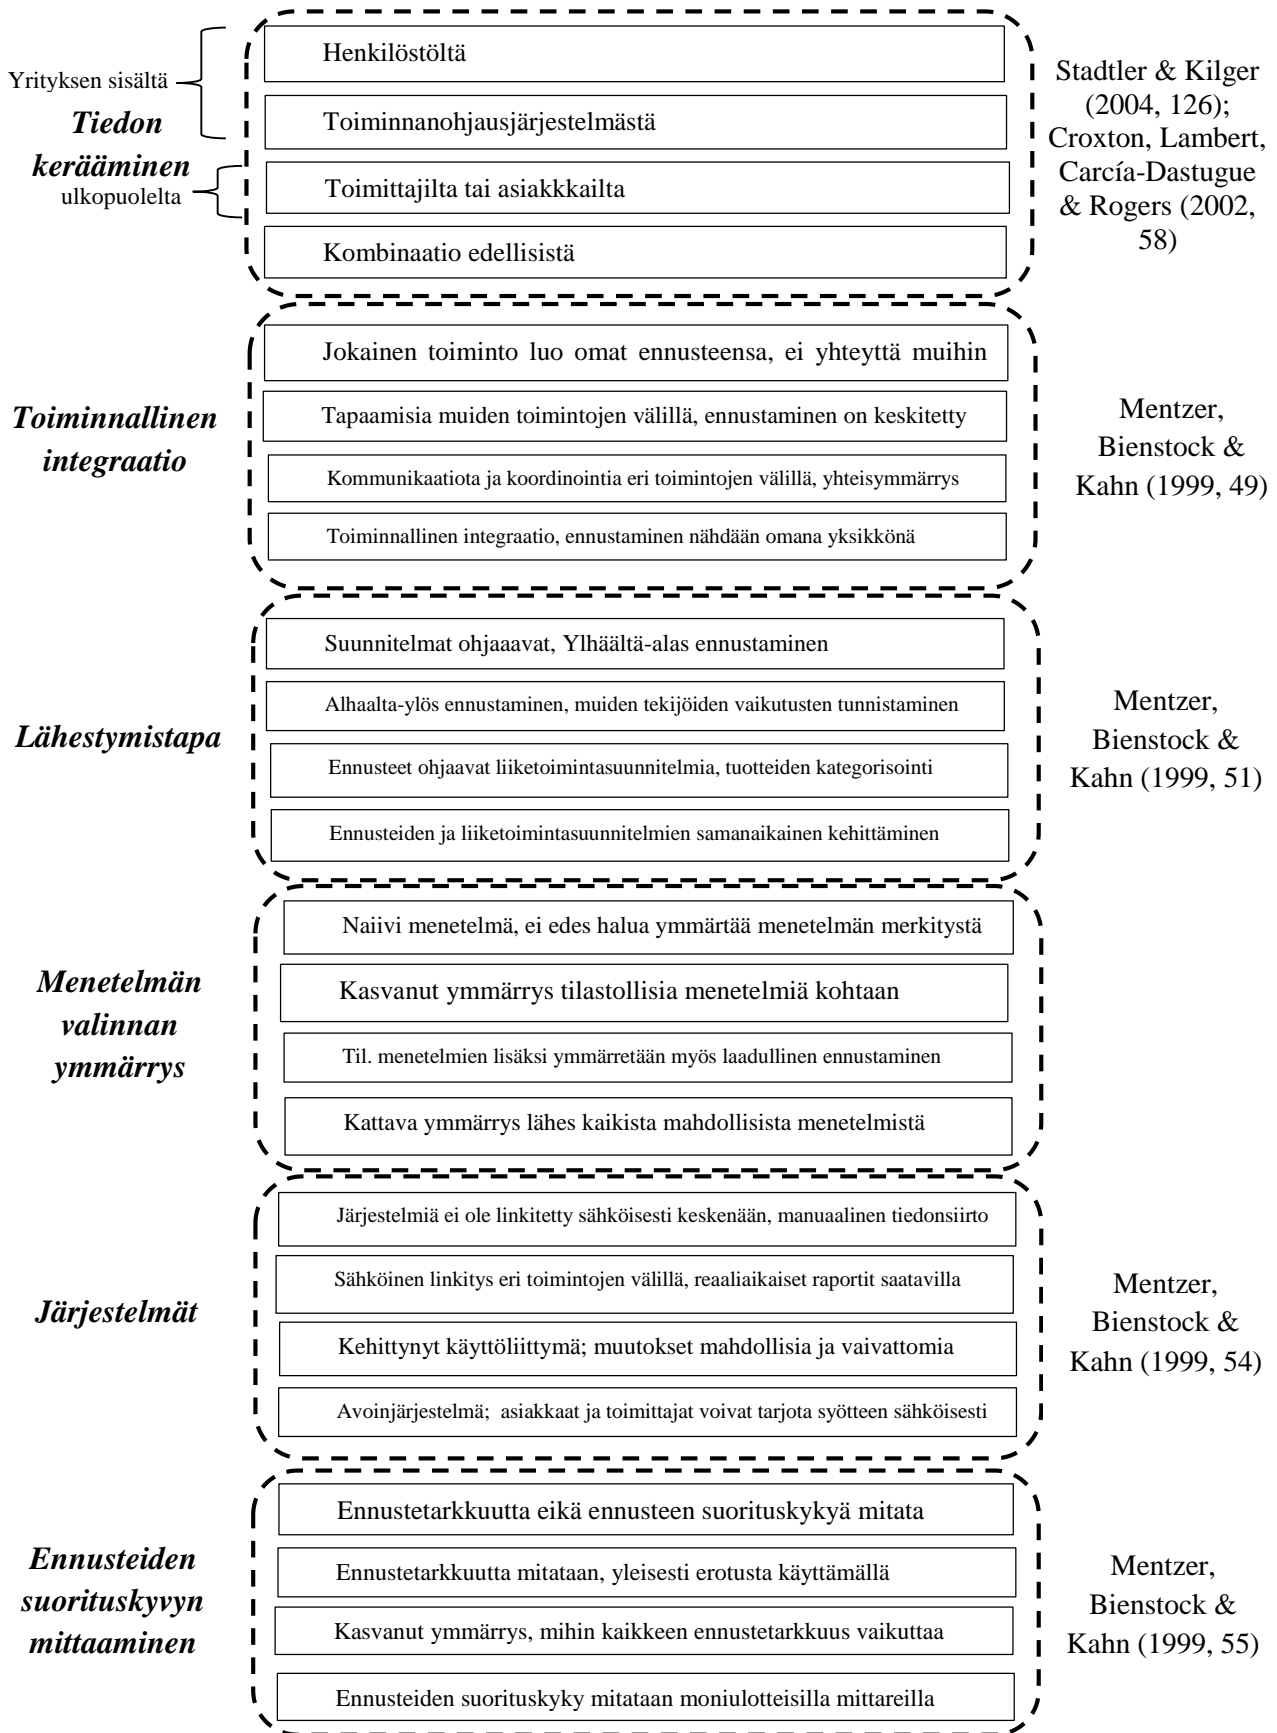 Henkilöstöltä
Yrityksen sisältä
Tiedon
kerääminen
ulkopuolelta
Toiminnanohjausjärjestelmästä
Toimittajilta tai asiakkkailta
Kombinaatio edellisistä
Stadtler & Kilger
(2004, 126);
Croxton, Lambert,
Carcía-Dastugue
& Rogers (2002,
58)
Toiminnallinen
integraatio
Jokainen toiminto luo omat ennusteensa, ei yhteyttä muihin
Tapaamisia muiden toimintojen välillä, ennustaminen on keskitetty
Kommunikaatiota ja koordinointia eri toimintojen välillä, yhteisymmärrys
Toiminnallinen integraatio, ennustaminen nähdään omana yksikkönä
Mentzer,
Bienstock &
Kahn (1999, 49)
Lähestymistapa
Suunnitelmat ohjaaavat, Ylhäältä-alas ennustaminen
Alhaalta-ylös ennustaminen, muiden tekijöiden vaikutusten tunnistaminen
Ennusteet ohjaavat liiketoimintasuunnitelmia, tuotteiden kategorisointi
Ennusteiden ja liiketoimintasuunnitelmien samanaikainen kehittäminen
Mentzer,
Bienstock &
Kahn (1999, 51)
Menetelmän
valinnan
ymmärrys
Naiivi menetelmä, ei edes halua ymmärtää menetelmän merkitystä
Kasvanut ymmärrys tilastollisia menetelmiä kohtaan
Til. menetelmien lisäksi ymmärretään myös laadullinen ennustaminen
Kattava ymmärrys lähes kaikista mahdollisista menetelmistä
Järjestelmät
Järjestelmiä ei ole linkitetty sähköisesti keskenään, manuaalinen tiedonsiirto
Sähköinen linkitys eri toimintojen välillä, reaaliaikaiset raportit saatavilla
Kehittynyt käyttöliittymä; muutokset mahdollisia ja vaivattomia
Avoinjärjestelmä; asiakkaat ja toimittajat voivat tarjota syötteen sähköisesti
Mentzer,
Bienstock &
Kahn (1999, 54)
Ennusteiden
suorituskyvyn
mittaaminen
Ennustetarkkuutta eikä ennusteen suorituskykyä mitata
Ennustetarkkuutta mitataan, yleisesti erotusta käyttämällä
Kasvanut ymmärrys, mihin kaikkeen ennustetarkkuus vaikuttaa
Ennusteiden suorituskyky mitataan moniulotteisilla mittareilla
Mentzer,
Bienstock &
Kahn (1999, 55)